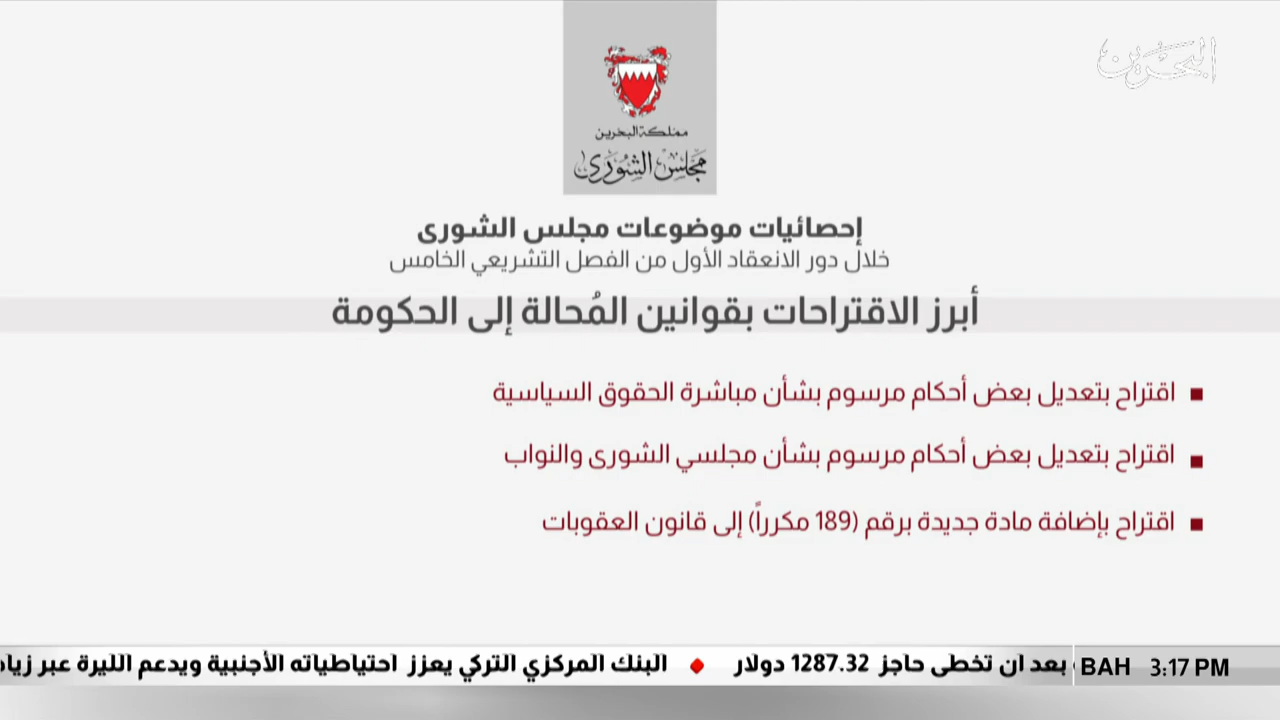 البحرين
مملكة البحرين
مجلس الشورى
إحصائيات موضوعات مجلس الشورى
خلال دور الانعقاد الأول من الفصل التشريعي الخامس
أبرز الاقتراحات بقوانين المُحالة إلى الحكومة
■ اقتراح بتعديل بعض أحكام مرسوم بشأن مباشرة الحقوق السياسية
■ اقتراح بتعديل بعض أحكام مرسوم بشأن مجلسي الشورى والنواب
■ اقتراح بإضافة مادة جديدة برقم (189 مكرراً) إلى قانون العقوبات
بعد ان تخطى حاجز 1287.32 دولار ♦ البنك المركزي التركي يعزز احتياطياته الأجنبية ويدعم الليرة عبر
BAH 3:17 PM